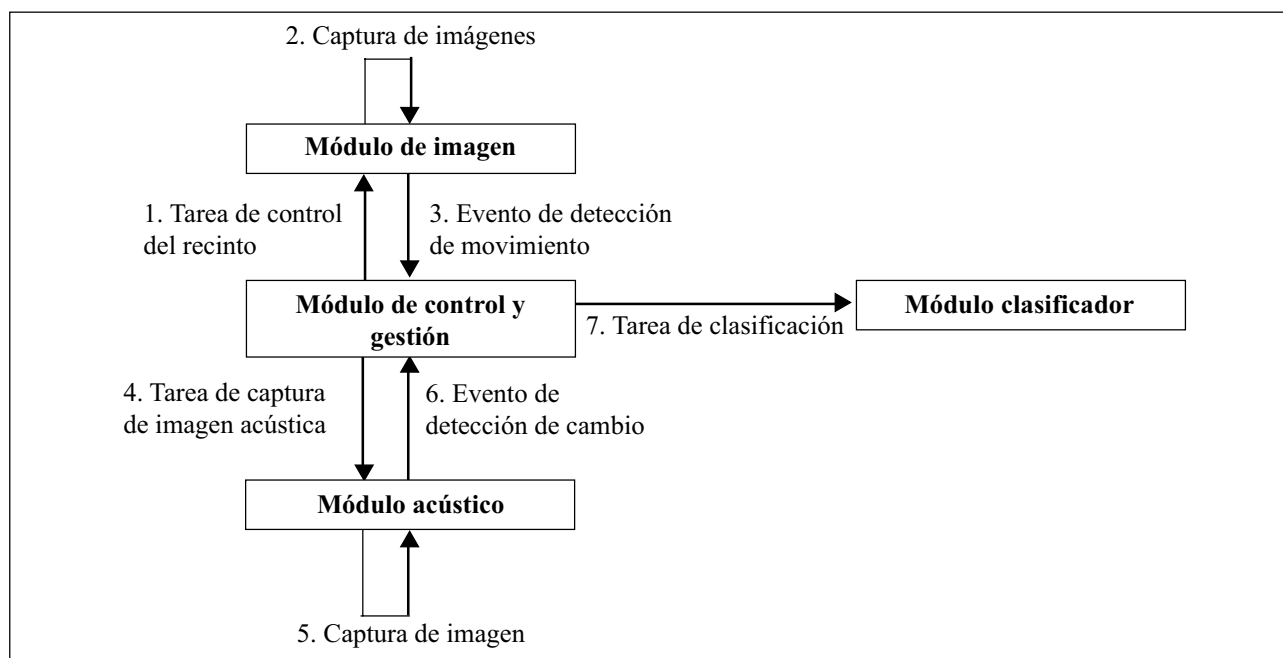 2. Captura de imágenes
Módulo de imagen
1. Tarea de control
del recinto
3. Evento de detección
de movimiento
Módulo de control y
gestión
7. Tarea de clasificación
Módulo clasificador
4. Tarea de captura
de imagen acústica
6. Evento de
detección de cambio
Módulo acústico
5. Captura de imagen